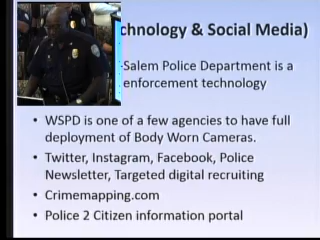 chnology & Social Media)
-Salem Police Department is a
enforcement technology
• WSPD is one of a few agencies to have full
deployment of Body Worn Cameras.
• Twitter, Instagram, Facebook, Police
Newsletter, Targeted digital recruiting
• Crimemapping.com
• Police 2 Citizen information portal